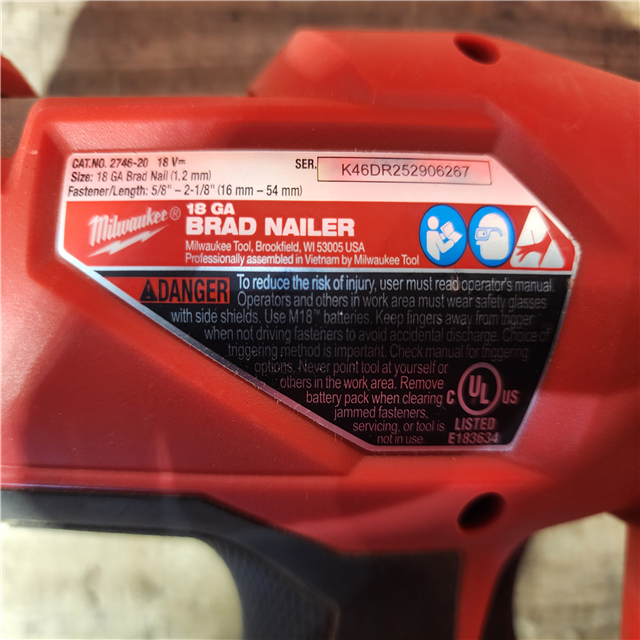 CAT.NO. 2746-20 18 V⎓
SER. K46DR252906267
Size: 18 GA Brad Nail (1.2 mm)
Fastener/Length: 5/8" – 2-1/8" (16 mm – 54 mm)
Milwaukee®
18 GA
BRAD NAILER
Milwaukee Tool, Brookfield, WI 53005 USA
Professionally assembled in Vietnam by Milwaukee Tool
DANGER To reduce the risk of injury, user must read operator's manual.
Operators and others in work area must wear safety glasses
with side shields. Use M18™ batteries. Keep fingers away from trigger
when not driving fasteners to avoid accidental discharge. Choice of
triggering method is important. Check manual for triggering
options. Never point tool at yourself or
others in the work area. Remove
battery pack when clearing
jammed fasteners,
servicing, or tool is
not in use.
C UL US
LISTED
E183634